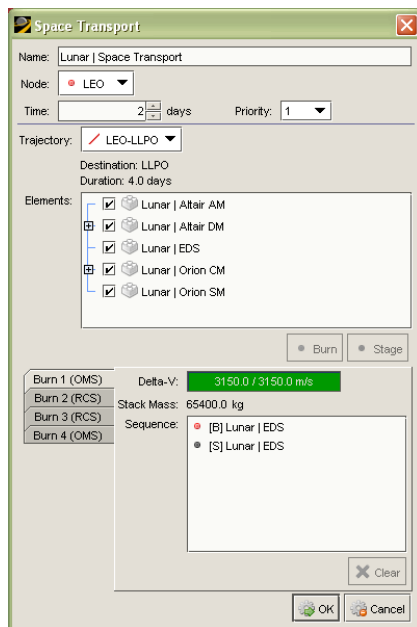 Space Transport
Name: Lunar | Space Transport
Node: LEO
Time: 2 days Priority: 1
Trajectory: LEO-LLPO
Destination: LLPO
Duration: 4.0 days
Elements: Lunar | Altair AM
Lunar | Altair DM
Lunar | EDS
Lunar | Orion CM
Lunar | Orion SM
Burn Stage
Burn 1 (OMS)
Burn 2 (RCS)
Burn 3 (RCS)
Burn 4 (OMS)
Delta-V: 3150.0 / 3150.0 m/s
Stack Mass: 65400.0 kg
Sequence: [B] Lunar | EDS
[S] Lunar | EDS
Clear
OK Cancel